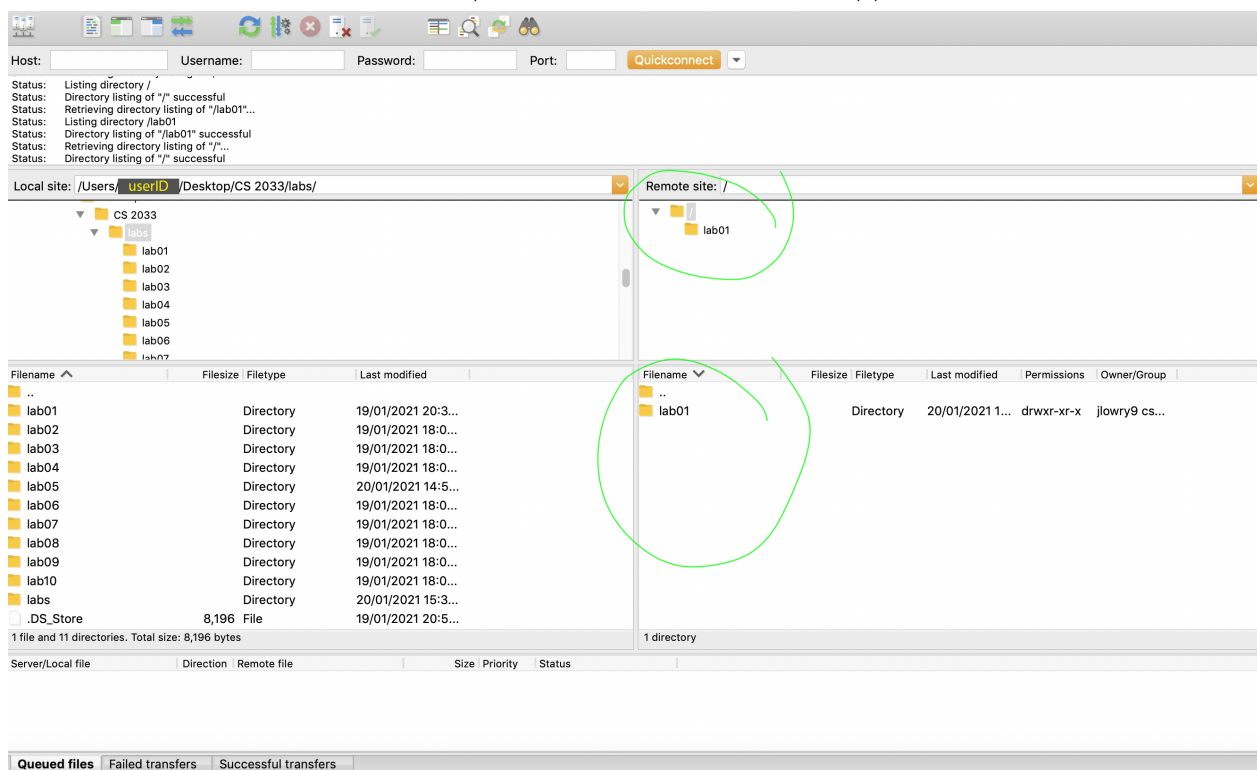 Host: Username: Password: Port: Quickconnect
Status: Listing directory /
Status: Directory listing of "/" successful
Status: Retrieving directory listing of "/lab01"...
Status: Listing directory /lab01
Status: Directory listing of "/lab01" successful
Status: Retrieving directory listing of "/"...
Status: Directory listing of "/" successful
Local site: /Users/ userID /Desktop/CS 2033/labs/
CS 2033
labs
lab01
lab02
lab03
lab04
lab05
lab06
lab07
Remote site: /
/
lab01
Filename Filesize Filetype Last modified
..
lab01 Directory 19/01/2021 20:3...
lab02 Directory 19/01/2021 18:0...
lab03 Directory 19/01/2021 18:0...
lab04 Directory 19/01/2021 18:0...
lab05 Directory 20/01/2021 14:5...
lab06 Directory 19/01/2021 18:0...
lab07 Directory 19/01/2021 18:0...
lab08 Directory 19/01/2021 18:0...
lab09 Directory 19/01/2021 18:0...
lab10 Directory 19/01/2021 18:0...
labs Directory 20/01/2021 15:3...
.DS_Store 8,196 File 19/01/2021 20:5...
1 file and 11 directories. Total size: 8,196 bytes
Filename Filesize Filetype Last modified Permissions Owner/Group
..
lab01 Directory 20/01/2021 1... drwxr-xr-x jlowry9 cs...
1 directory
Server/Local file Direction Remote file Size Priority Status
Queued files Failed transfers Successful transfers